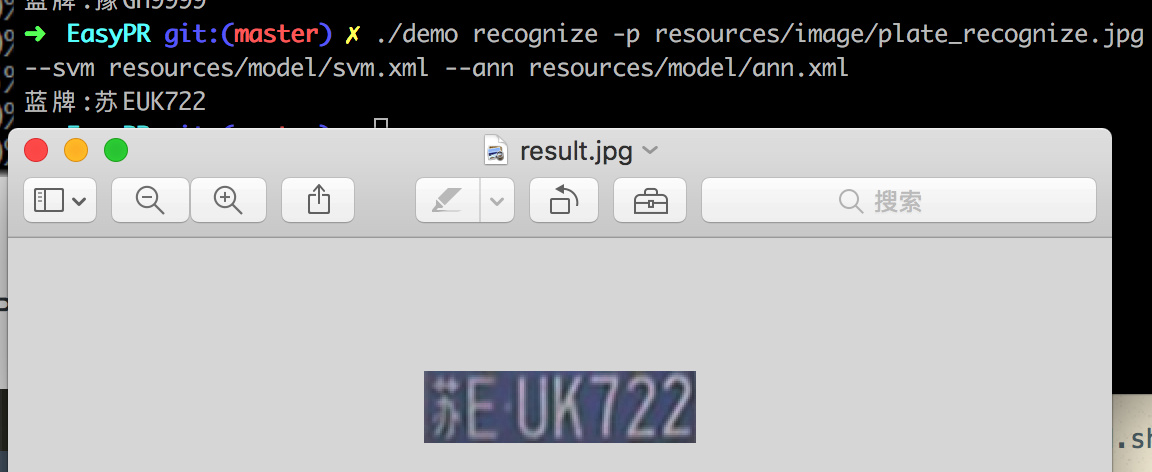 蓝牌:豫GH9999
➜ EasyPR git:(master) ✗ ./demo recognize -p resources/image/plate_recognize.jpg
--svm resources/model/svm.xml --ann resources/model/ann.xml
蓝牌:苏EUK722
result.jpg
搜索
苏E·UK722
.sh